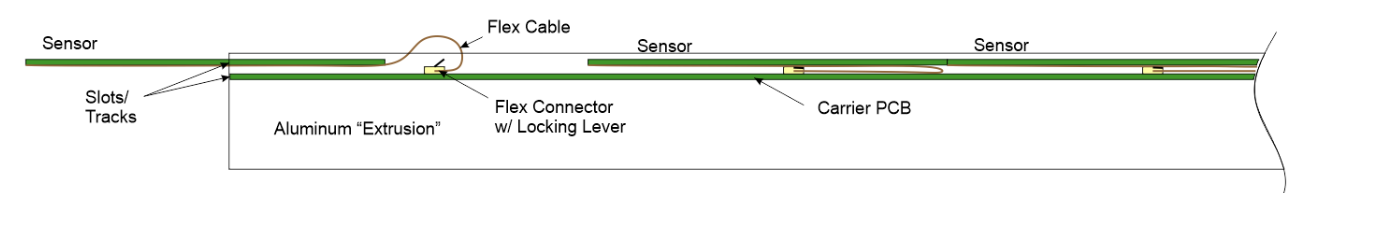 Flex Cable
Sensor
Sensor
Sensor
Slots/
Tracks
Flex Connector
w/ Locking Lever
Carrier PCB
Aluminum “Extrusion”